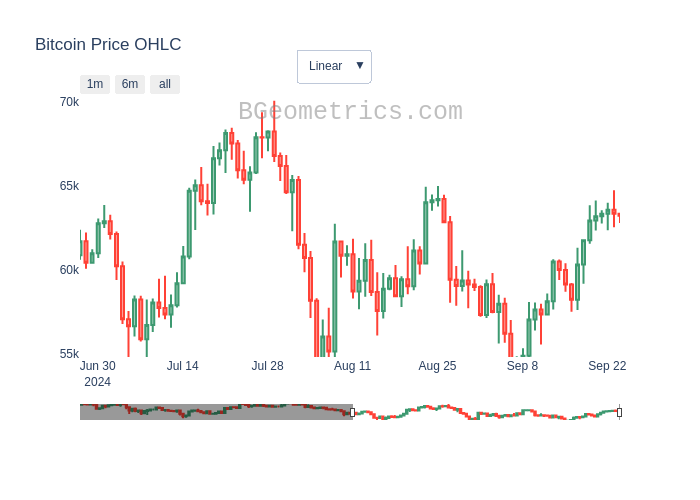 Bitcoin Price OHLC
Linear ▼
1m 6m all
BGeometrics.com
70k
65k
60k
55k
Jun 30 Jul 14 Jul 28 Aug 11 Aug 25 Sep 8 Sep 22
2024